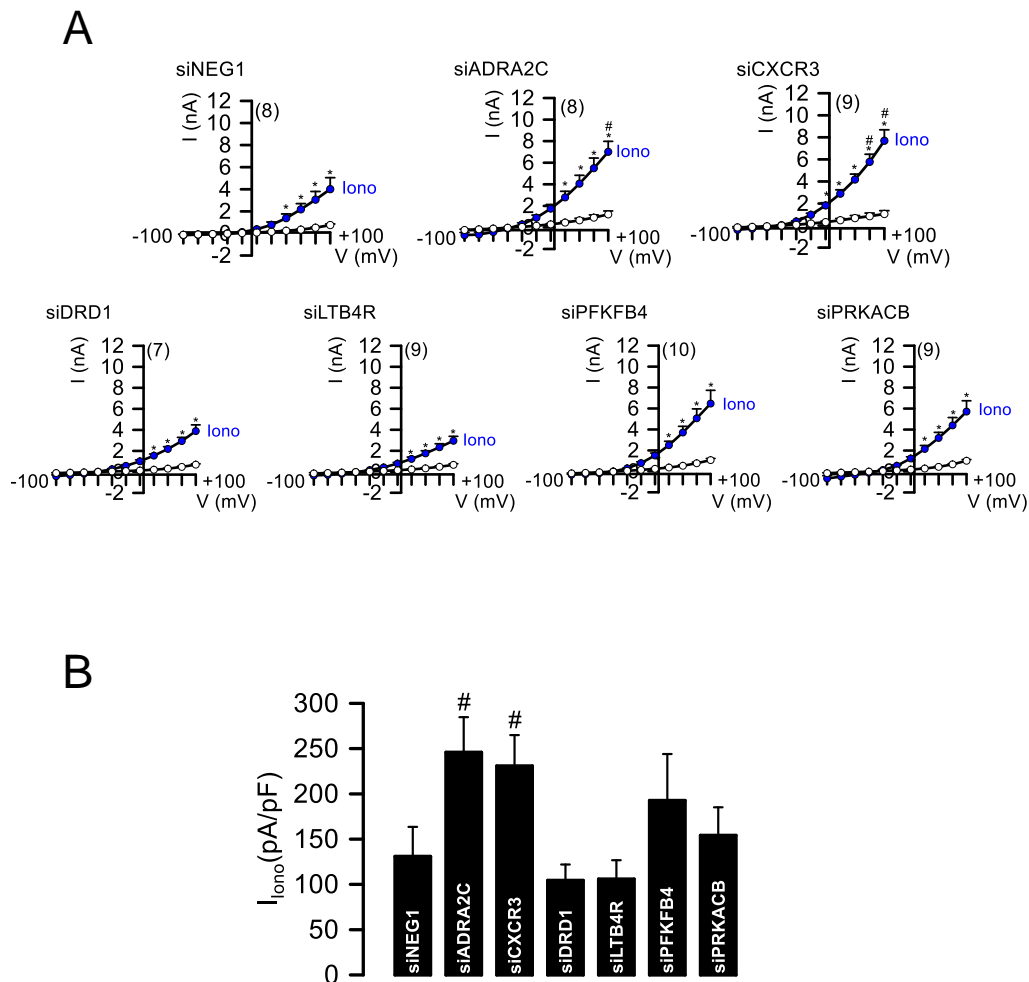 A
siNEG1
I (nA)
12
10
8
6
4
2
-2
(8)
Iono
-100
+100
V (mV)
siADRA2C
I (nA)
12
10
8
6
4
2
-2
(8)
#
*
* * * *
Iono
-100
+100
V (mV)
siCXCR3
I (nA)
12
10
8
6
4
2
-2
(9)
#
*
#
*
* * *
Iono
-100
+100
V (mV)
siDRD1
I (nA)
12
10
8
6
4
2
-2
(7)
* * * *
Iono
-100
+100
V (mV)
siLTB4R
I (nA)
12
10
8
6
4
2
-2
(9)
* * * *
Iono
-100
+100
V (mV)
siPFKFB4
I (nA)
12
10
8
6
4
2
-2
(10)
* * * *
Iono
-100
+100
V (mV)
siPRKACB
I (nA)
12
10
8
6
4
2
-2
(9)
* * * *
Iono
-100
+100
V (mV)
B
IIono(pA/pF)
300
250
200
150
100
50
0
# #
siNEG1
siADRA2C
siCXCR3
siDRD1
siLTB4R
siPFKFB4
siPRKACB